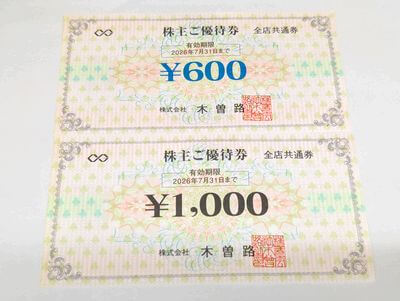 株主ご優待券 全店共通券
有効期限
2026年7月31日まで
¥600
株式会社 木曽路
株主ご優待券 全店共通券
有効期限
2026年7月31日まで
¥1,000
株式会社 木曽路